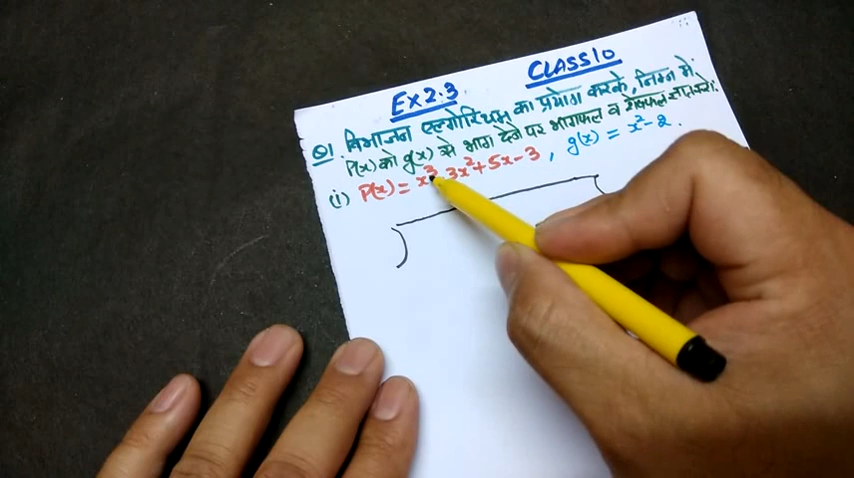 EX 2.3 CLASS 10
Q1 विभाजन एल्गोरिथ्म का प्रयोग करके, निम्न में
P(x) को g(x) से भाग देने पर भागफल व शेषफल ज्ञात करो।
(i) P(x) = x³-3x²+5x-3, g(x) = x²-2.